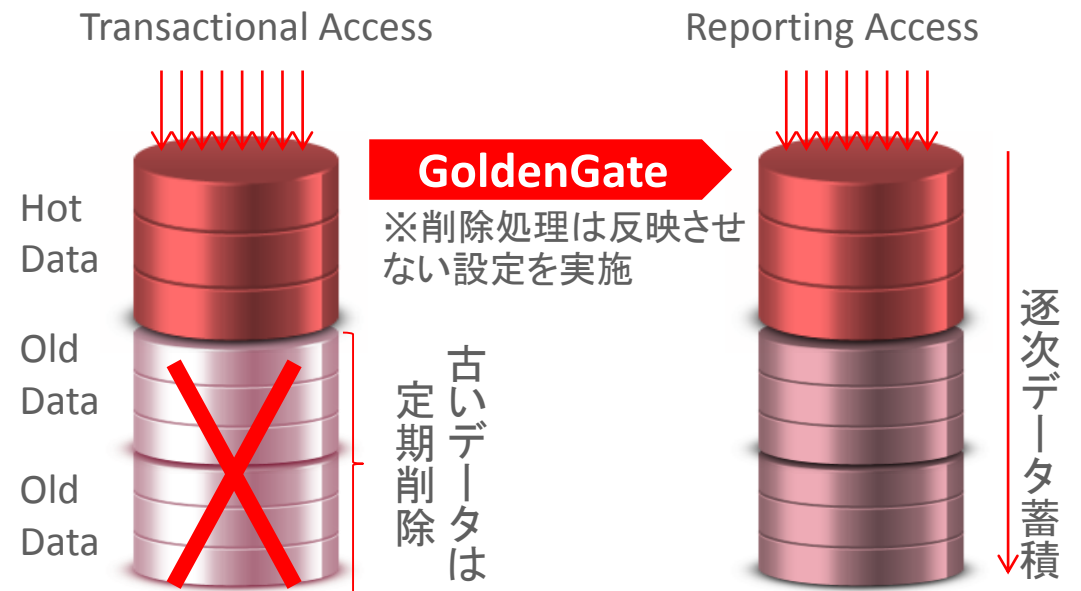 Transactional Access
Reporting Access
GoldenGate
※削除処理は反映させ
ない設定を実施
Hot
Data
Old
Data
Old
Data
古いデータは
定期削除
逐次データ蓄積